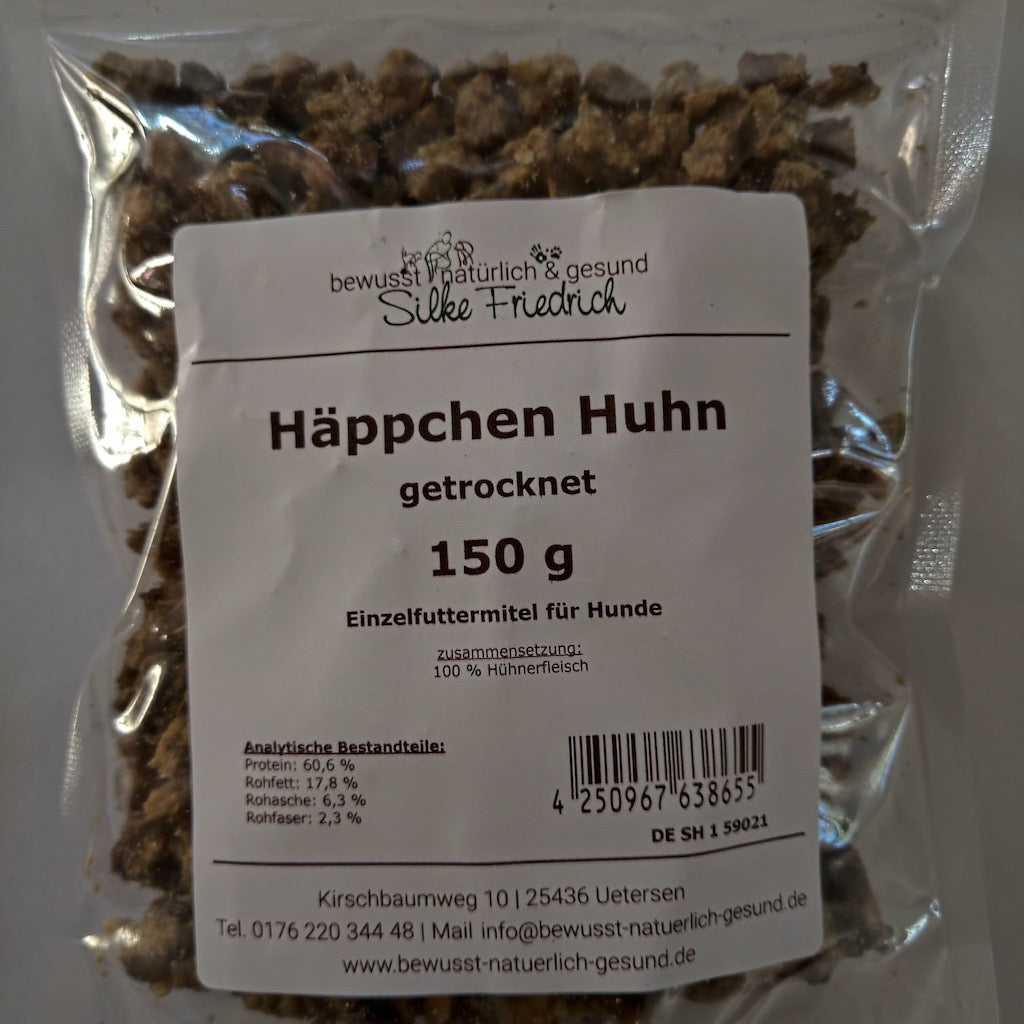 bewusst natürlich & gesund
Silke Friedrich
Häppchen Huhn
getrocknet
150 g
Einzelfuttermitel für Hunde
zusammensetzung:
100 % Hühnerfleisch
Analytische Bestandteile:
Protein: 60,6 %
Rohfett: 17,8 %
Rohasche: 6,3 %
Rohfaser: 2,3 %
4 250967 638655
DE SH 1 59021
Kirschbaumweg 10 | 25436 Uetersen
Tel. 0176 220 344 48 | Mail info@bewusst-natuerlich-gesund.de
www.bewusst-natuerlich-gesund.de